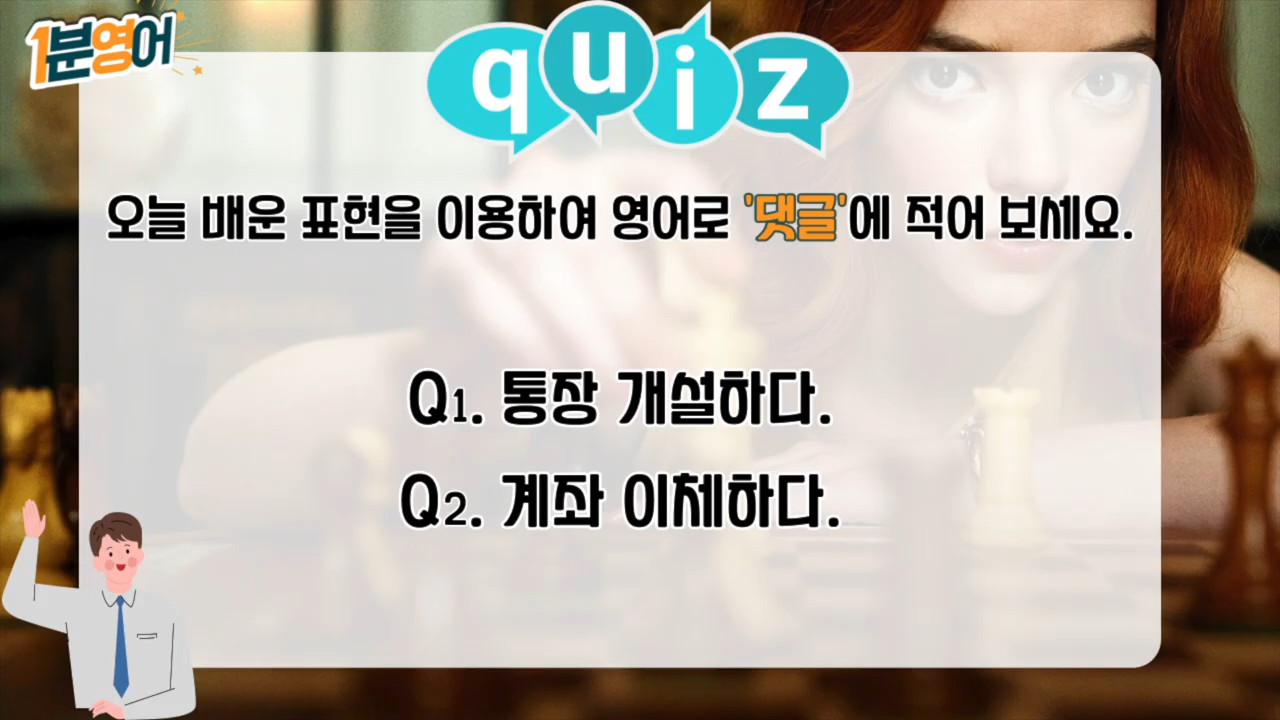 1분영어
quiz
오늘 배운 표현을 이용하여 영어로 '댓글'에 적어 보세요.
Q1. 통장 개설하다.
Q2. 계좌 이체하다.